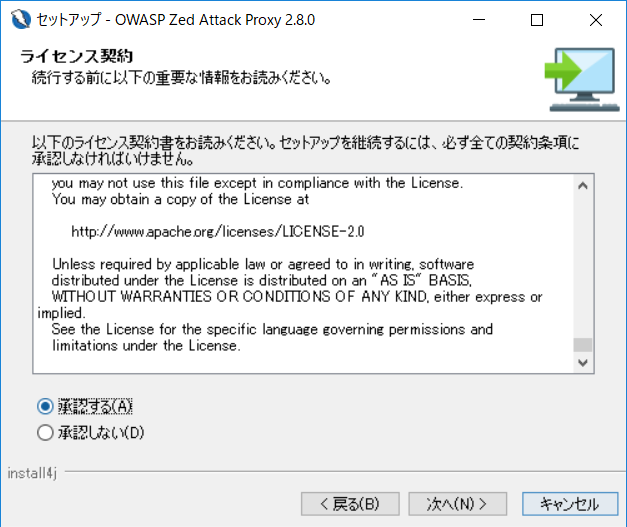 セットアップ - OWASP Zed Attack Proxy 2.8.0
ライセンス契約
続行する前に以下の重要な情報をお読みください。
以下のライセンス契約書をお読みください。セットアップを継続するには、必ず全ての契約条項に
承認しなければいけません。
you may not use this file except in compliance with the License.
You may obtain a copy of the License at
http://www.apache.org/licenses/LICENSE-2.0
Unless required by applicable law or agreed to in writing, software
distributed under the License is distributed on an "AS IS" BASIS,
WITHOUT WARRANTIES OR CONDITIONS OF ANY KIND, either express or
implied.
See the License for the specific language governing permissions and
limitations under the License.
承認する(A)
承認しない(D)
install4j
< 戻る(B)
次へ(N) >
キャンセル